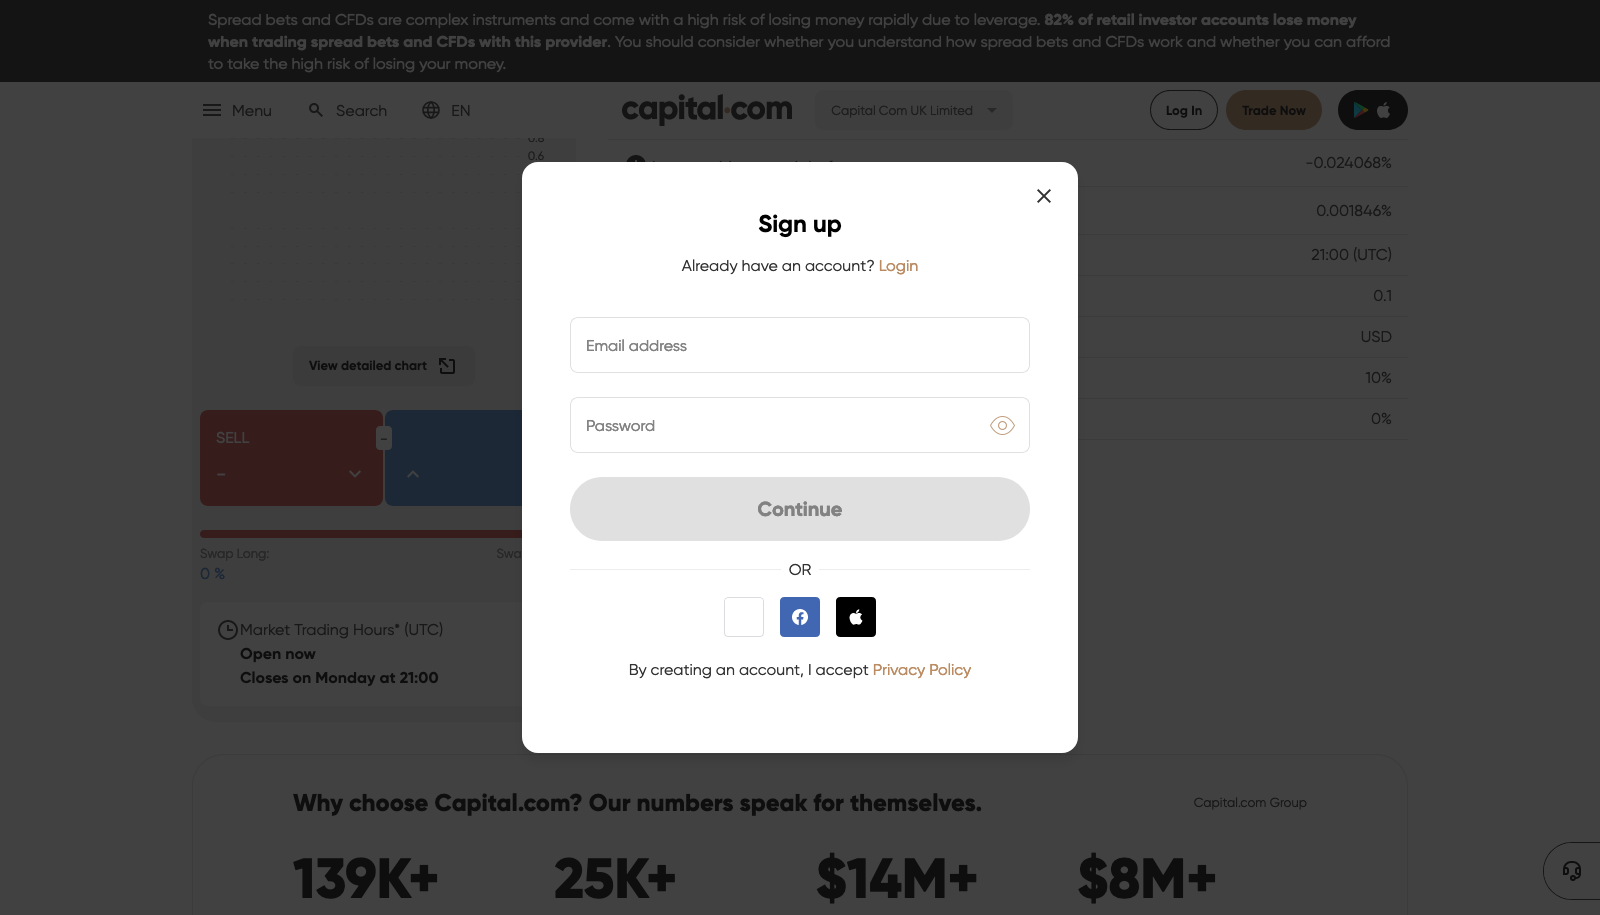 Spread bets and CFDs are complex instruments and come with a high risk of losing money rapidly due to leverage. 82% of retail investor accounts lose money
when trading spread bets and CFDs with this provider. You should consider whether you understand how spread bets and CFDs work and whether you can afford
to take the high risk of losing your money.
Menu
Search
EN
capital.com
Capital Com UK Limited
Log In
Trade Now
0.8
0.6
-0.024068%
0.001846%
21:00 (UTC)
0.1
USD
10%
0%
View detailed chart
SELL
-
-
Swap Long:
0 %
Market Trading Hours* (UTC)
Open now
Closes on Monday at 21:00
Sign up
Already have an account? Login
Email address
Password
Continue
OR
By creating an account, I accept Privacy Policy
Why choose Capital.com? Our numbers speak for themselves.
Capital.com Group
139K+
25K+
$14M+
$8M+